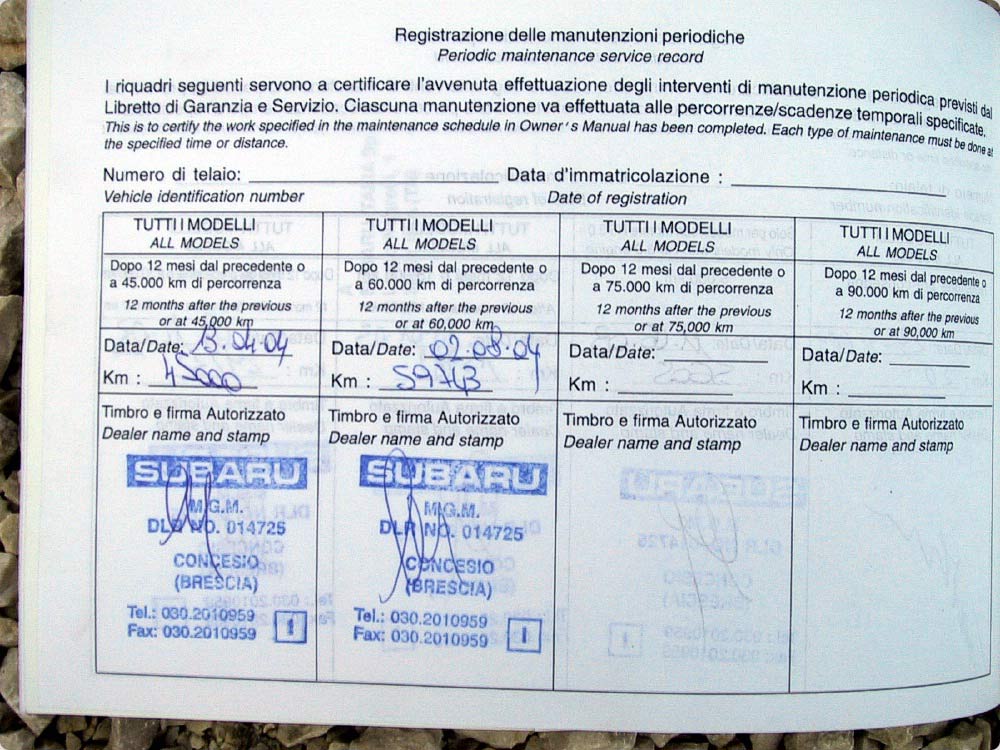 Registrazione delle manutenzioni periodiche
Periodic maintenance service record
I riquadri seguenti servono a certificare l'avvenuta effettuazione degli interventi di manutenzione periodica previsti dal
Libretto di Garanzia e Servizio. Ciascuna manutenzione va effettuata alle percorrenze/scadenze temporali specificate.
This is to certify the work specified in the maintenance schedule in Owner's Manual has been completed. Each type of maintenance must be done at
the specified time or distance.
Numero di telaio: Data d'immatricolazione :
Vehicle identification number Date of registration
TUTTI I MODELLI
ALL MODELS
Dopo 12 mesi dal precedente o
a 45.000 km di percorrenza
12 months after the previous
or at 45,000 km
Data/Date: 13.04.04
Km : 45000
Timbro e firma Autorizzato
Dealer name and stamp
SUBARU
M.G.M.
DLR NO. 014725
CONCESIO
(BRESCIA)
Tel.: 030.2010959
Fax: 030.2010959
1
TUTTI I MODELLI
ALL MODELS
Dopo 12 mesi dal precedente o
a 60.000 km di percorrenza
12 months after the previous
or at 60,000 km
Data/Date: 02.08.04
Km : 59743
Timbro e firma Autorizzato
Dealer name and stamp
SUBARU
M.G.M.
DLR NO. 014725
CONCESIO
(BRESCIA)
Tel.: 030.2010959
Fax: 030.2010959
1
TUTTI I MODELLI
ALL MODELS
Dopo 12 mesi dal precedente o
a 75.000 km di percorrenza
12 months after the previous
or at 75,000 km
Data/Date:
Km :
Timbro e firma Autorizzato
Dealer name and stamp
TUTTI I MODELLI
ALL MODELS
Dopo 12 mesi dal precedente o
a 90.000 km di percorrenza
12 months after the previous
or at 90,000 km
Data/Date:
Km :
Timbro e firma Autorizzato
Dealer name and stamp